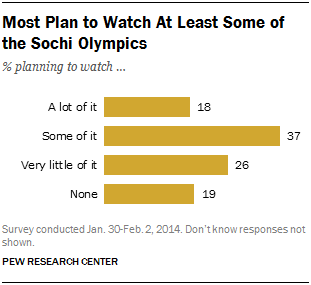 Most Plan to Watch At Least Some of
the Sochi Olympics
% planning to watch ...
A lot of it 18
Some of it 37
Very little of it 26
None 19
Survey conducted Jan. 30-Feb. 2, 2014. Don't know responses not
shown.
PEW RESEARCH CENTER